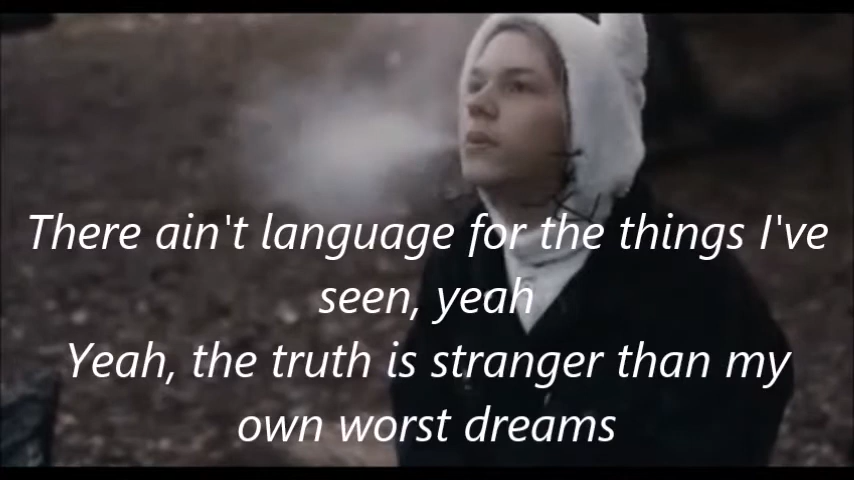 There ain't language for the things I've
seen, yeah
Yeah, the truth is stranger than my
own worst dreams